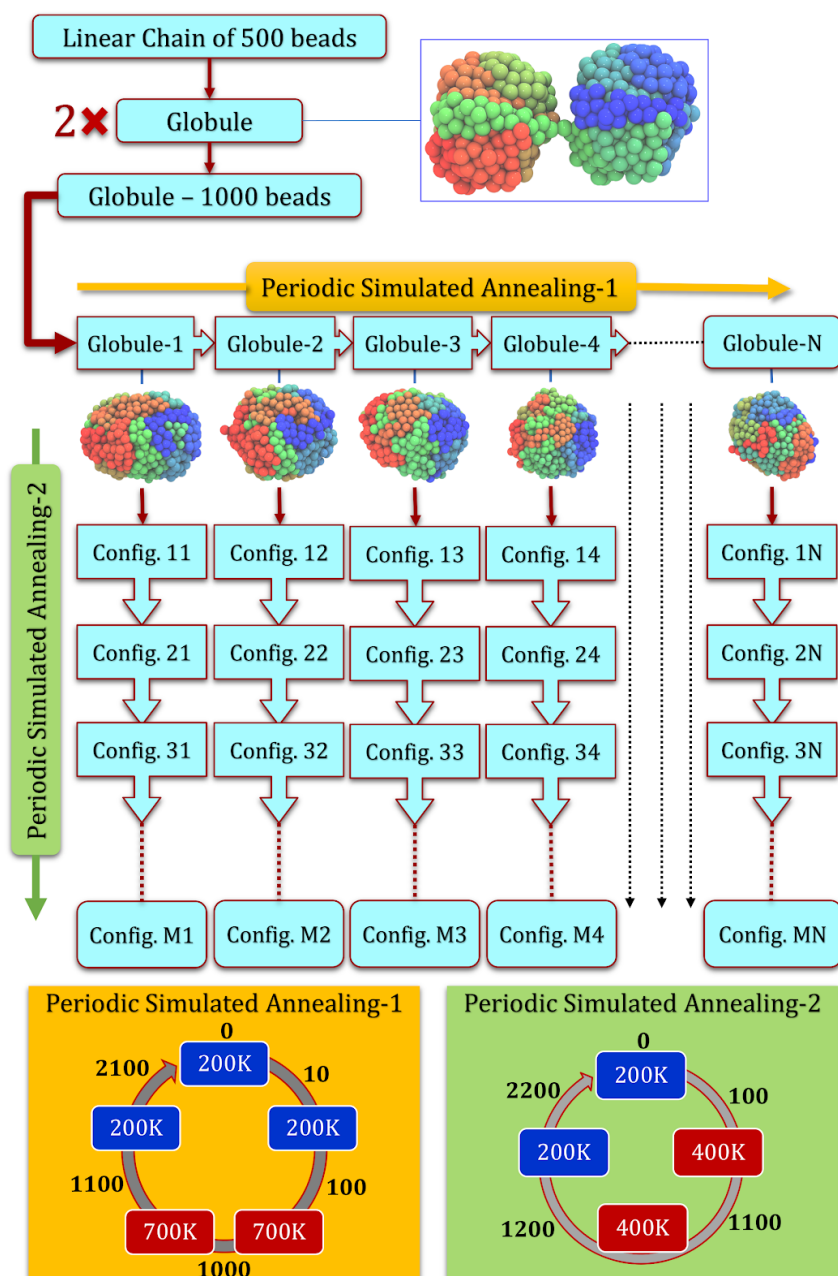 Linear Chain of 500 beads
2✖ Globule
Globule – 1000 beads
Periodic Simulated Annealing-1
Globule-1 Globule-2 Globule-3 Globule-4 Globule-N
Periodic Simulated Annealing-2
Config. 11 Config. 12 Config. 13 Config. 14 Config. 1N
Config. 21 Config. 22 Config. 23 Config. 24 Config. 2N
Config. 31 Config. 32 Config. 33 Config. 34 Config. 3N
Config. M1 Config. M2 Config. M3 Config. M4 Config. MN
Periodic Simulated Annealing-1
0
200K
10
200K
100
700K
1000
700K
1100
200K
2100
Periodic Simulated Annealing-2
0
200K
100
400K
1100
400K
1200
200K
2200